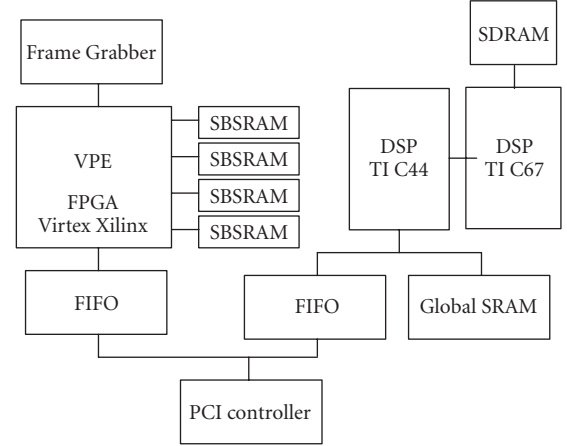 Frame Grabber
SDRAM
VPE
FPGA
Virtex Xilinx
SBSRAM
SBSRAM
SBSRAM
SBSRAM
DSP
TI C44
DSP
TI C67
FIFO
FIFO
Global SRAM
PCI controller